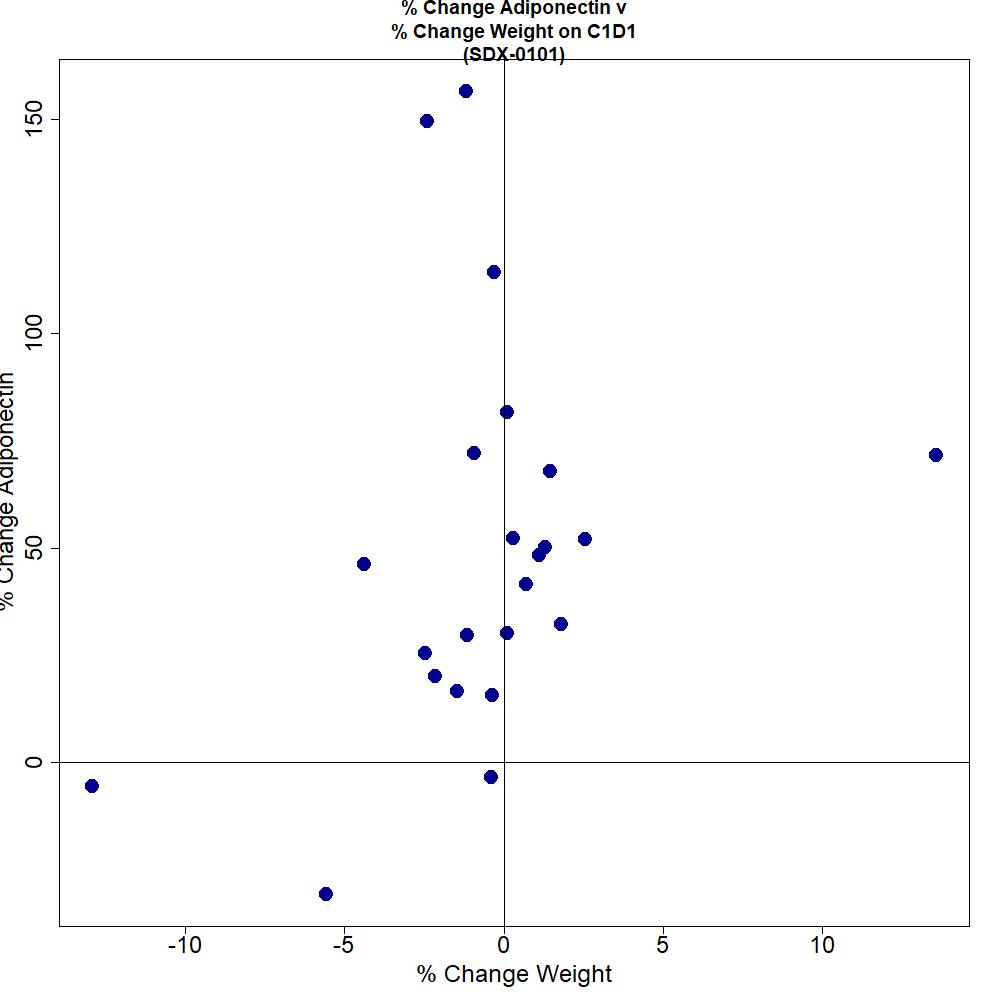 % Change Adiponectin v
% Change Weight on C1D1
(SDX-0101)
% Change Adiponectin
150
100
50
0
-10
-5
0
5
10
% Change Weight